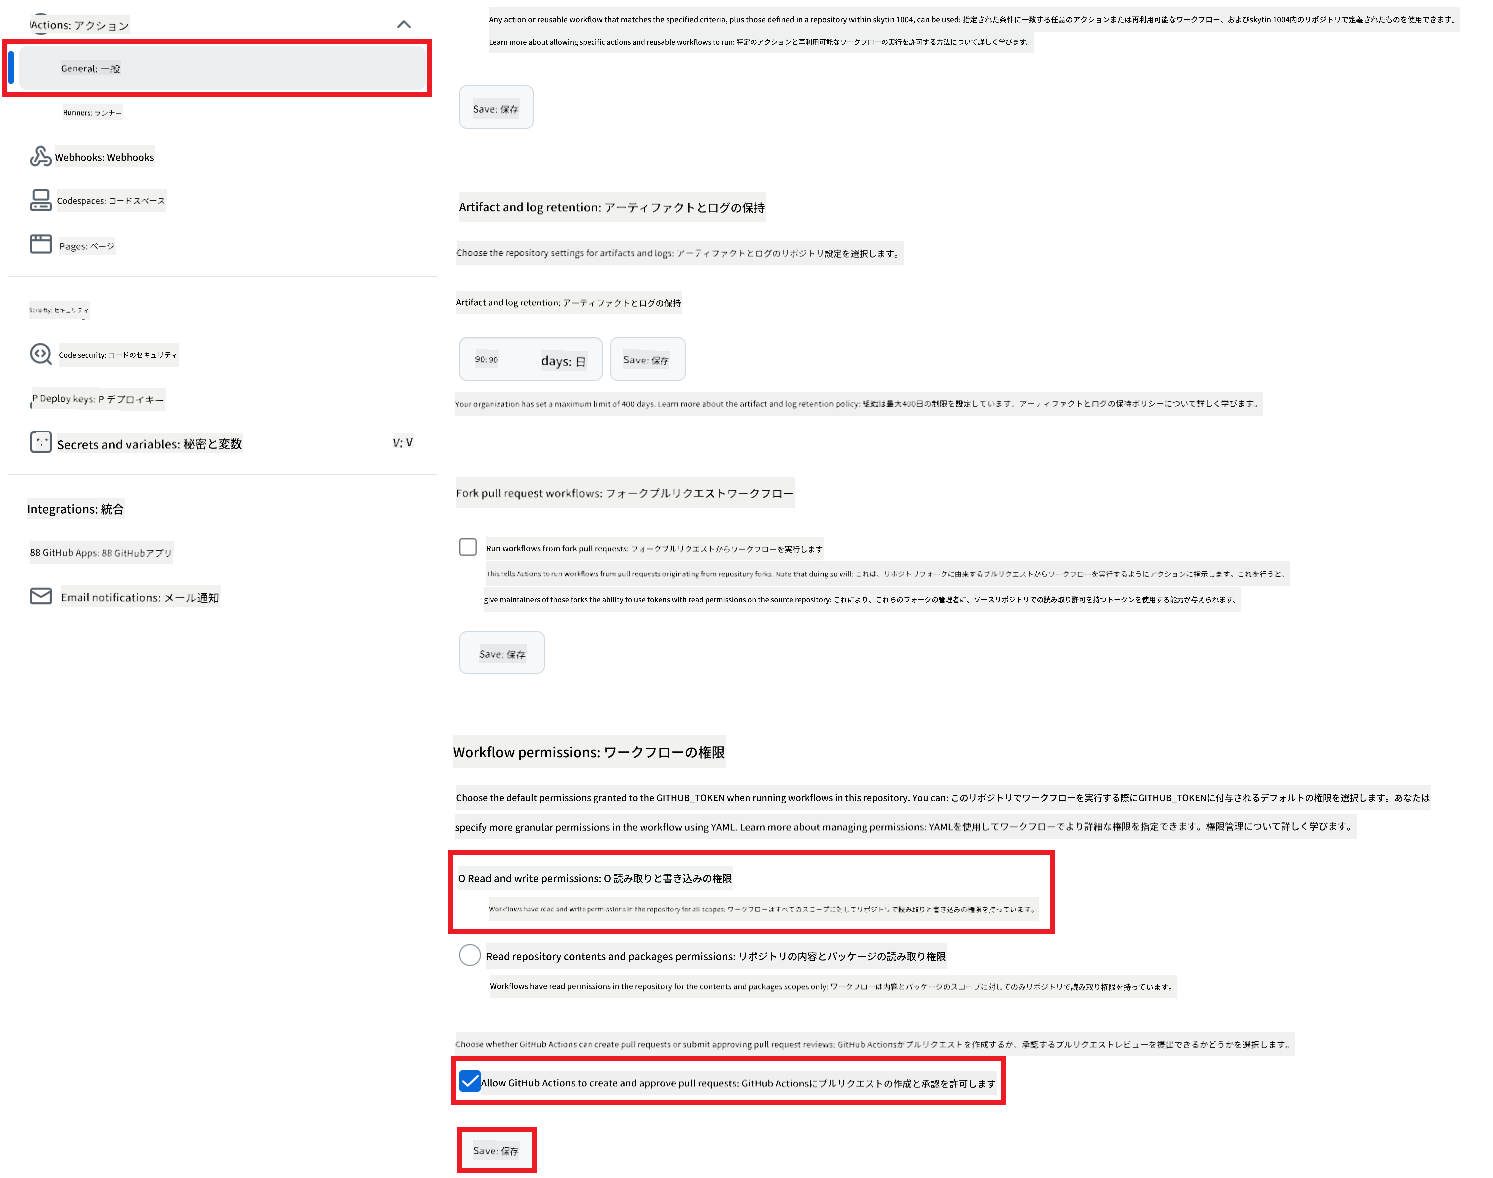 Actions: アクション
General: 一般
Runners: ランナー
Webhooks: Webhooks
Codespaces: コードスペース
Pages: ページ
Security: セキュリティ
Code security: コードのセキュリティ
P Deploy keys: P デプロイキー
Secrets and variables: 秘密と変数
V: V
Integrations: 統合
88 GitHub Apps: 88 GitHubアプリ
Email notifications: メール通知
Any action or reusable workflow that matches the specified criteria, plus those defined in a repository within skytin 1004, can be used: 指定された条件に一致する任意のアクションまたは再利用可能なワークフロー、およびskytin 1004内のリポジトリで定義されたものを使用できます。
Learn more about allowing specific actions and reusable workflows to run: 特定のアクションと再利用可能なワークフローの実行を許可する方法について詳しく学びます。
Save: 保存
Artifact and log retention: アーティファクトとログの保持
Choose the repository settings for artifacts and logs: アーティファクトとログのリポジトリ設定を選択します。
Artifact and log retention: アーティファクトとログの保持
90: 90
days: 日
Save: 保存
Your organization has set a maximum limit of 400 days. Learn more about the artifact and log retention policy: 組織は最大400日の制限を設定しています。アーティファクトとログの保持ポリシーについて詳しく学びます。
Fork pull request workflows: フォークプルリクエストワークフロー
Run workflows from fork pull requests: フォークプルリクエストからワークフローを実行します
This tells Actions to run workflows from pull requests originating from repository forks. Note that doing so will: これは、リポジトリフォークに由来するプルリクエストからワークフローを実行するようにアクションに指示します。これを行うと、
give maintainers of those forks the ability to use tokens with read permissions on the source repository: これにより、これらのフォークの管理者に、ソースリポジトリでの読み取り許可を持つトークンを使用する能力が与えられます。
Save: 保存
Workflow permissions: ワークフローの権限
Choose the default permissions granted to the GITHUB_TOKEN when running workflows in this repository. You can: このリポジトリでワークフローを実行する際にGITHUB_TOKENに付与されるデフォルトの権限を選択します。あなたは
specify more granular permissions in the workflow using YAML. Learn more about managing permissions: YAMLを使用してワークフローでより詳細な権限を指定できます。権限管理について詳しく学びます。
O Read and write permissions: O 読み取りと書き込みの権限
Workflows have read and write permissions in the repository for all scopes: ワークフローはすべてのスコープに対してリポジトリで読み取りと書き込みの権限を持っています。
Read repository contents and packages permissions: リポジトリの内容とパッケージの読み取り権限
Workflows have read permissions in the repository for the contents and packages scopes only: ワークフローは内容とパッケージのスコープに対してのみリポジトリで読み取り権限を持っています。
Choose whether GitHub Actions can create pull requests or submit approving pull request reviews: GitHub Actionsがプルリクエストを作成するか、承認するプルリクエストレビューを提出できるかどうかを選択します。
Allow GitHub Actions to create and approve pull requests: GitHub Actionsにプルリクエストの作成と承認を許可します
Save: 保存